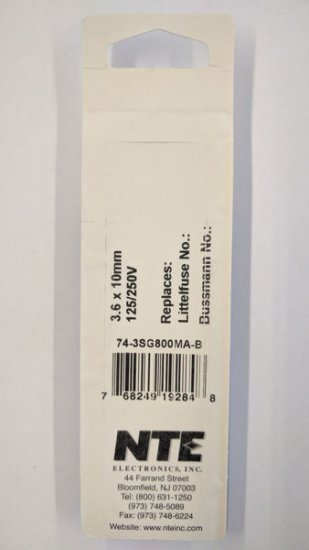 3.6 x 10mm
125/250V
Replaces:
Littelfuse No.:
Bussmann No.:
74-3SG800MA-B
7 68249 19284 8
NTE
ELECTRONICS, INC.
44 Farrand Street
Bloomfield, NJ 07003
Tel: (800) 631-1250
(973) 748-5089
Fax: (973) 748-6224
Website: www.nteinc.com